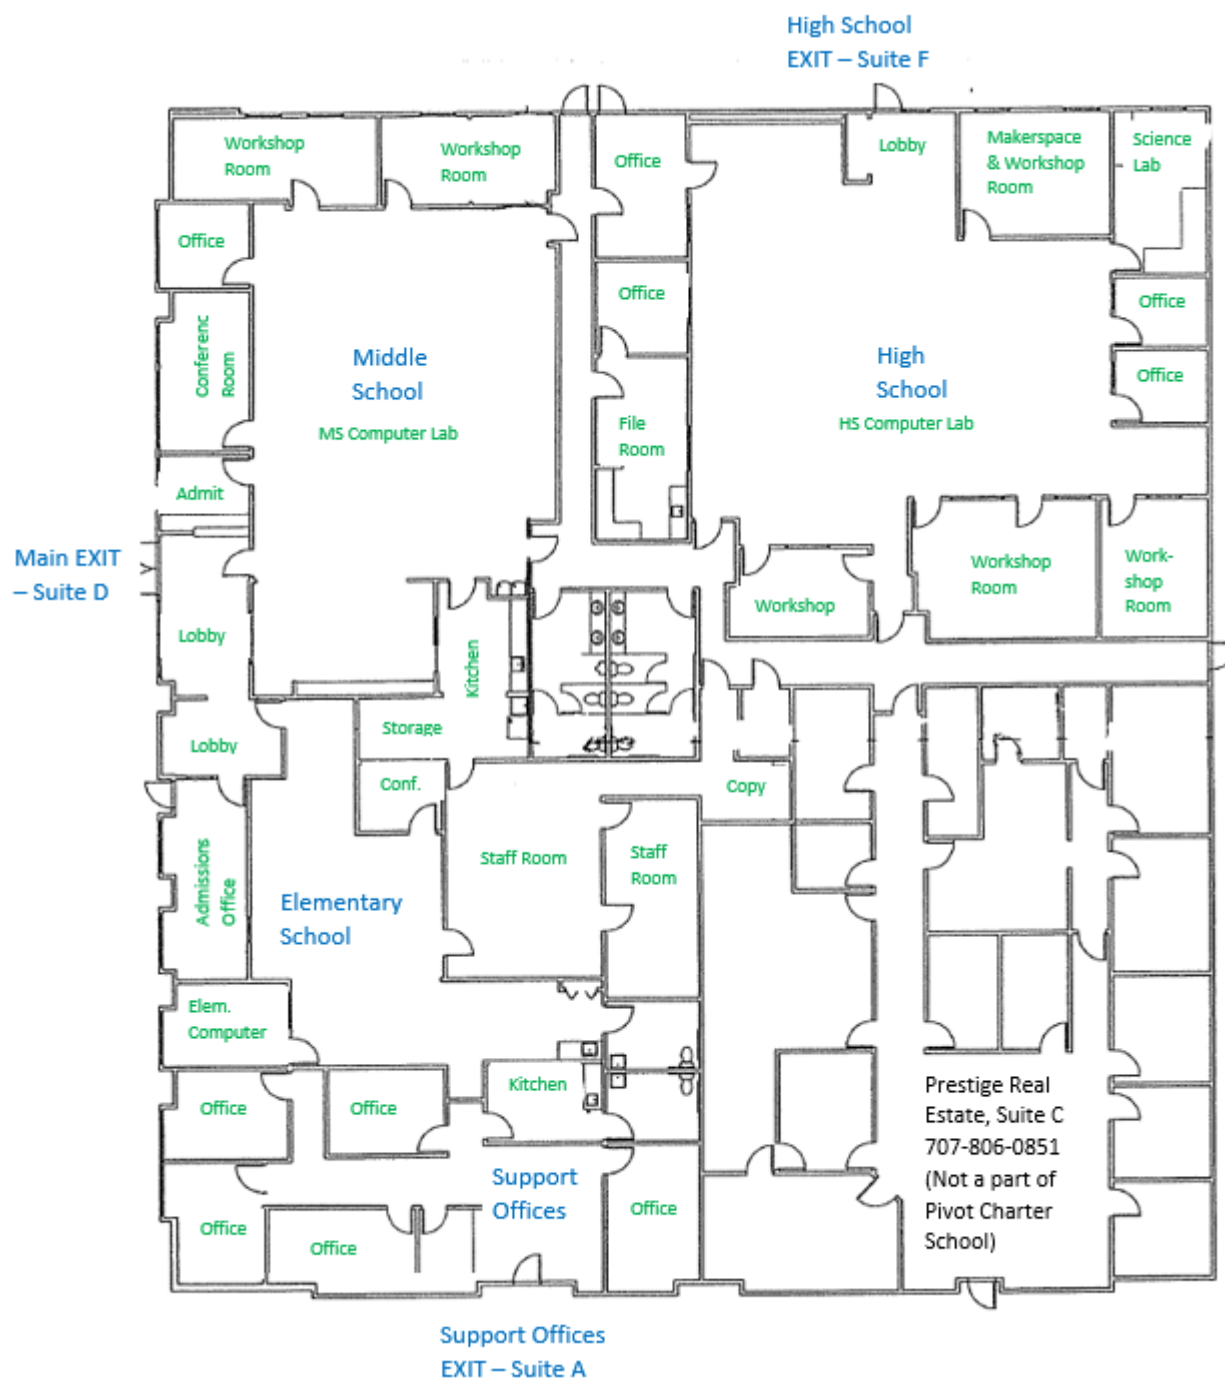 High School
EXIT – Suite F
Workshop
Room
Workshop
Room
Office
Lobby
Makerspace
& Workshop
Room
Science
Lab
Office
Office
Office
Conferenc
Room
Middle
School
MS Computer Lab
High
School
HS Computer Lab
Office
File
Room
Admit
Main EXIT
– Suite D
Lobby
Kitchen
Workshop
Workshop
Room
Work-
shop
Room
Storage
Lobby
Conf.
Copy
Admissions
Office
Staff Room
Staff
Room
Elementary
School
Elem.
Computer
Kitchen
Office
Office
Prestige Real
Estate, Suite C
707-806-0851
(Not a part of
Pivot Charter
School)
Support
Offices
Office
Office
Office
Support Offices
EXIT – Suite A